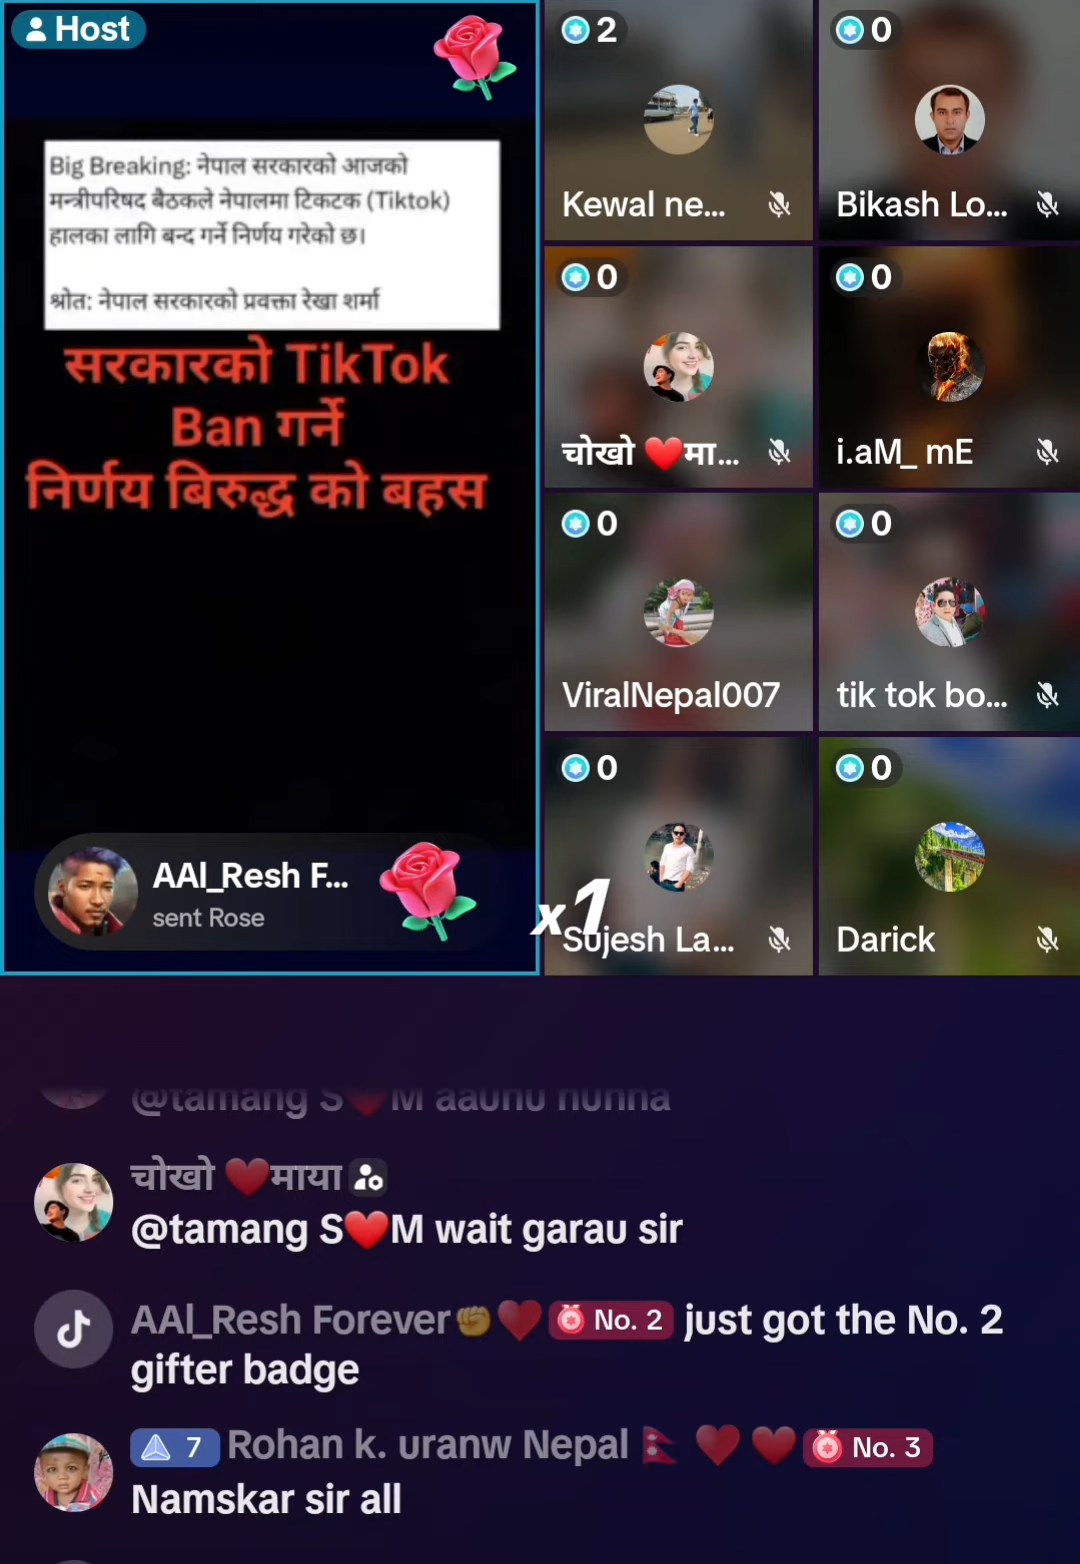 Host
Big Breaking: नेपाल सरकारको आजको
मन्त्रीपरिषद बैठकले नेपालमा टिकटक (Tiktok)
हालका लागि बन्द गर्ने निर्णय गरेको छ।
श्रोत: नेपाल सरकारको प्रवक्ता रेखा शर्मा
सरकारको TikTok
Ban गर्ने
निर्णय बिरुद्ध को बहस
AAl_Resh F...
sent Rose
x1
2
Kewal ne...
0
Bikash Lo...
0
चोखो ❤️मा...
0
i.aM_ mE
0
ViralNepal007
0
tik tok bo...
0
Sujesh La...
0
Darick
@tamang S❤️M aaunu hunna
चोखो ❤️माया
@tamang S❤️M wait garau sir
AAl_Resh Forever✊❤️ No. 2 just got the No. 2
gifter badge
7 Rohan k. uranw Nepal 🇳🇵 ❤️ ❤️ No. 3
Namskar sir all